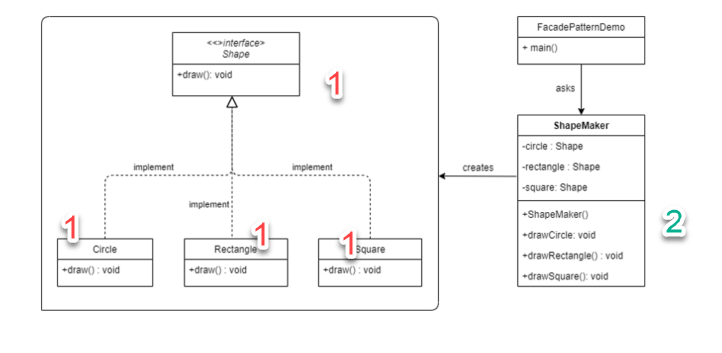 <<>interface>
Shape
+draw(): void
1
implement
implement
implement
1
Circle
+draw() : void
1
Rectangle
+draw() : void
1
Square
+draw() : void
FacadePatternDemo
+ main()
asks
creates
ShapeMaker
-circle : Shape
-rectangle : Shape
-square: Shape
+ShapeMaker()
+drawCircle: void
+drawRectangle() : void
+drawSquare(): void
2